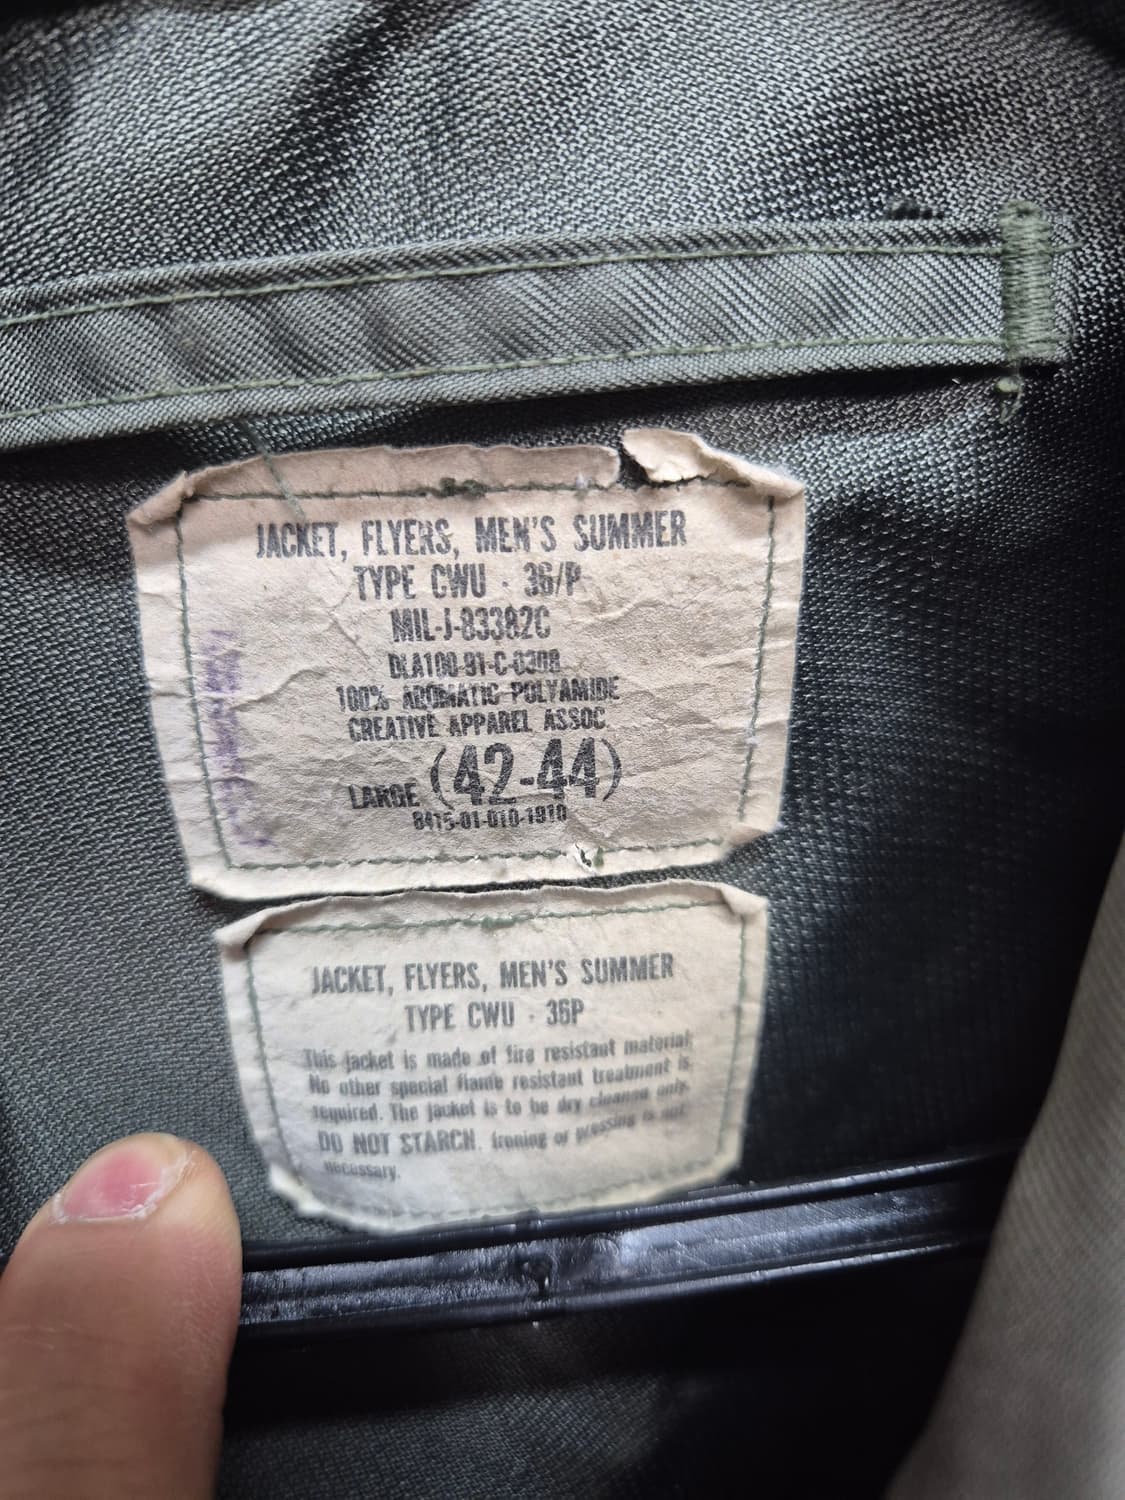 JACKET, FLYERS, MEN'S SUMMER
TYPE CWU - 36/P
MIL-J-83382C
DLA100-91-C-0308
100% AROMATIC POLYAMIDE
CREATIVE APPAREL ASSOC.
LARGE (42-44)
8415-01-010-1910
JACKET, FLYERS, MEN'S SUMMER
TYPE CWU - 36P
This jacket is made of fire resistant material.
No other special flame resistant treatment is
required. The jacket is to be dry cleaned only.
DO NOT STARCH. Ironing or pressing is not
necessary.